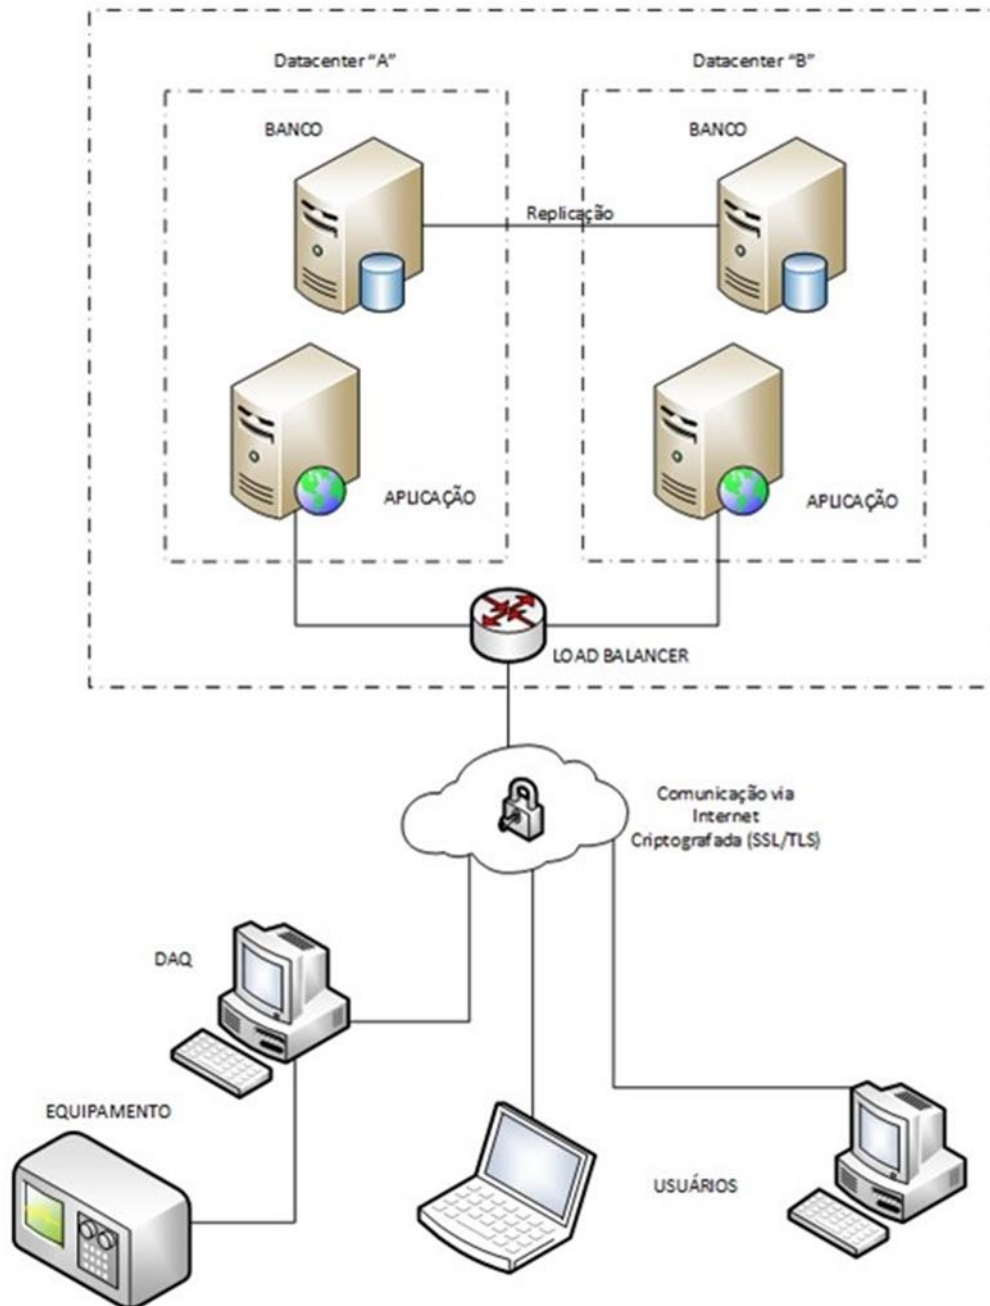 Datacenter “A”
Datacenter “B”
BANCO
BANCO
Replicação
APLICAÇÃO
APLICAÇÃO
LOAD BALANCER
Comunicação via
Internet
Criptografada (SSL/TLS)
DAQ
EQUIPAMENTO
USUÁRIOS